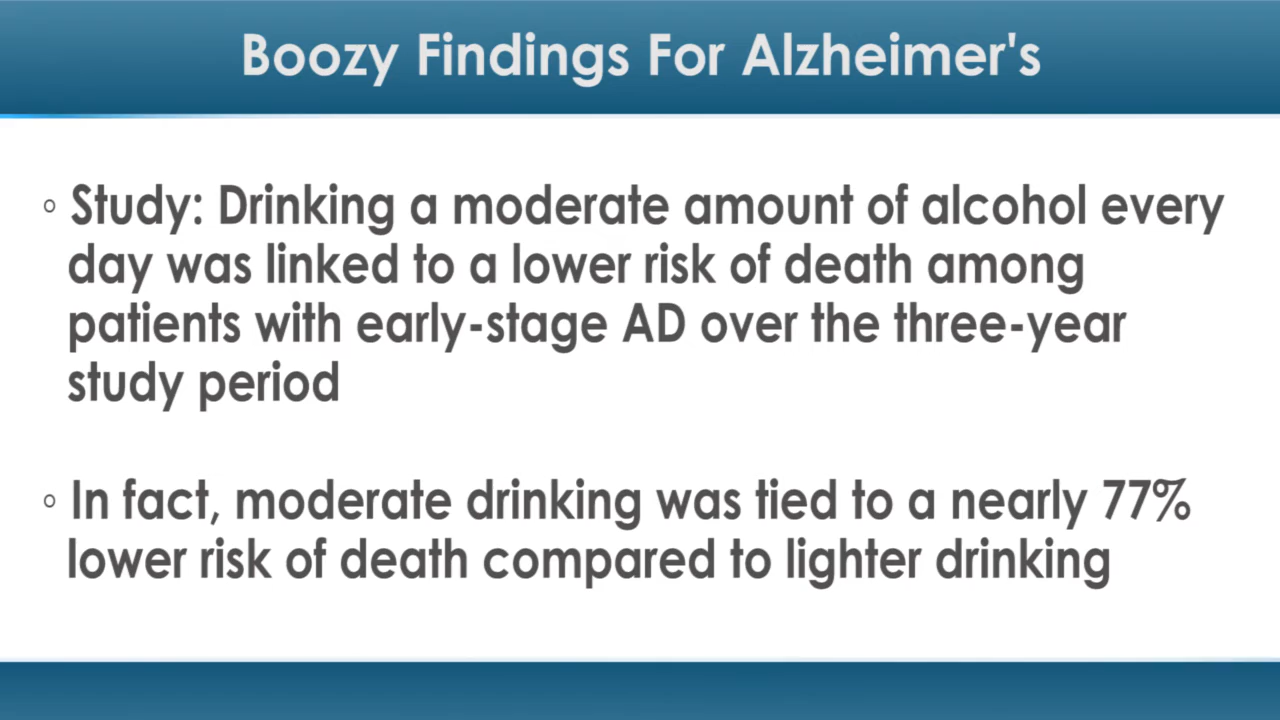 Boozy Findings For Alzheimer's
◦ Study: Drinking a moderate amount of alcohol every
day was linked to a lower risk of death among
patients with early-stage AD over the three-year
study period
◦ In fact, moderate drinking was tied to a nearly 77%
lower risk of death compared to lighter drinking